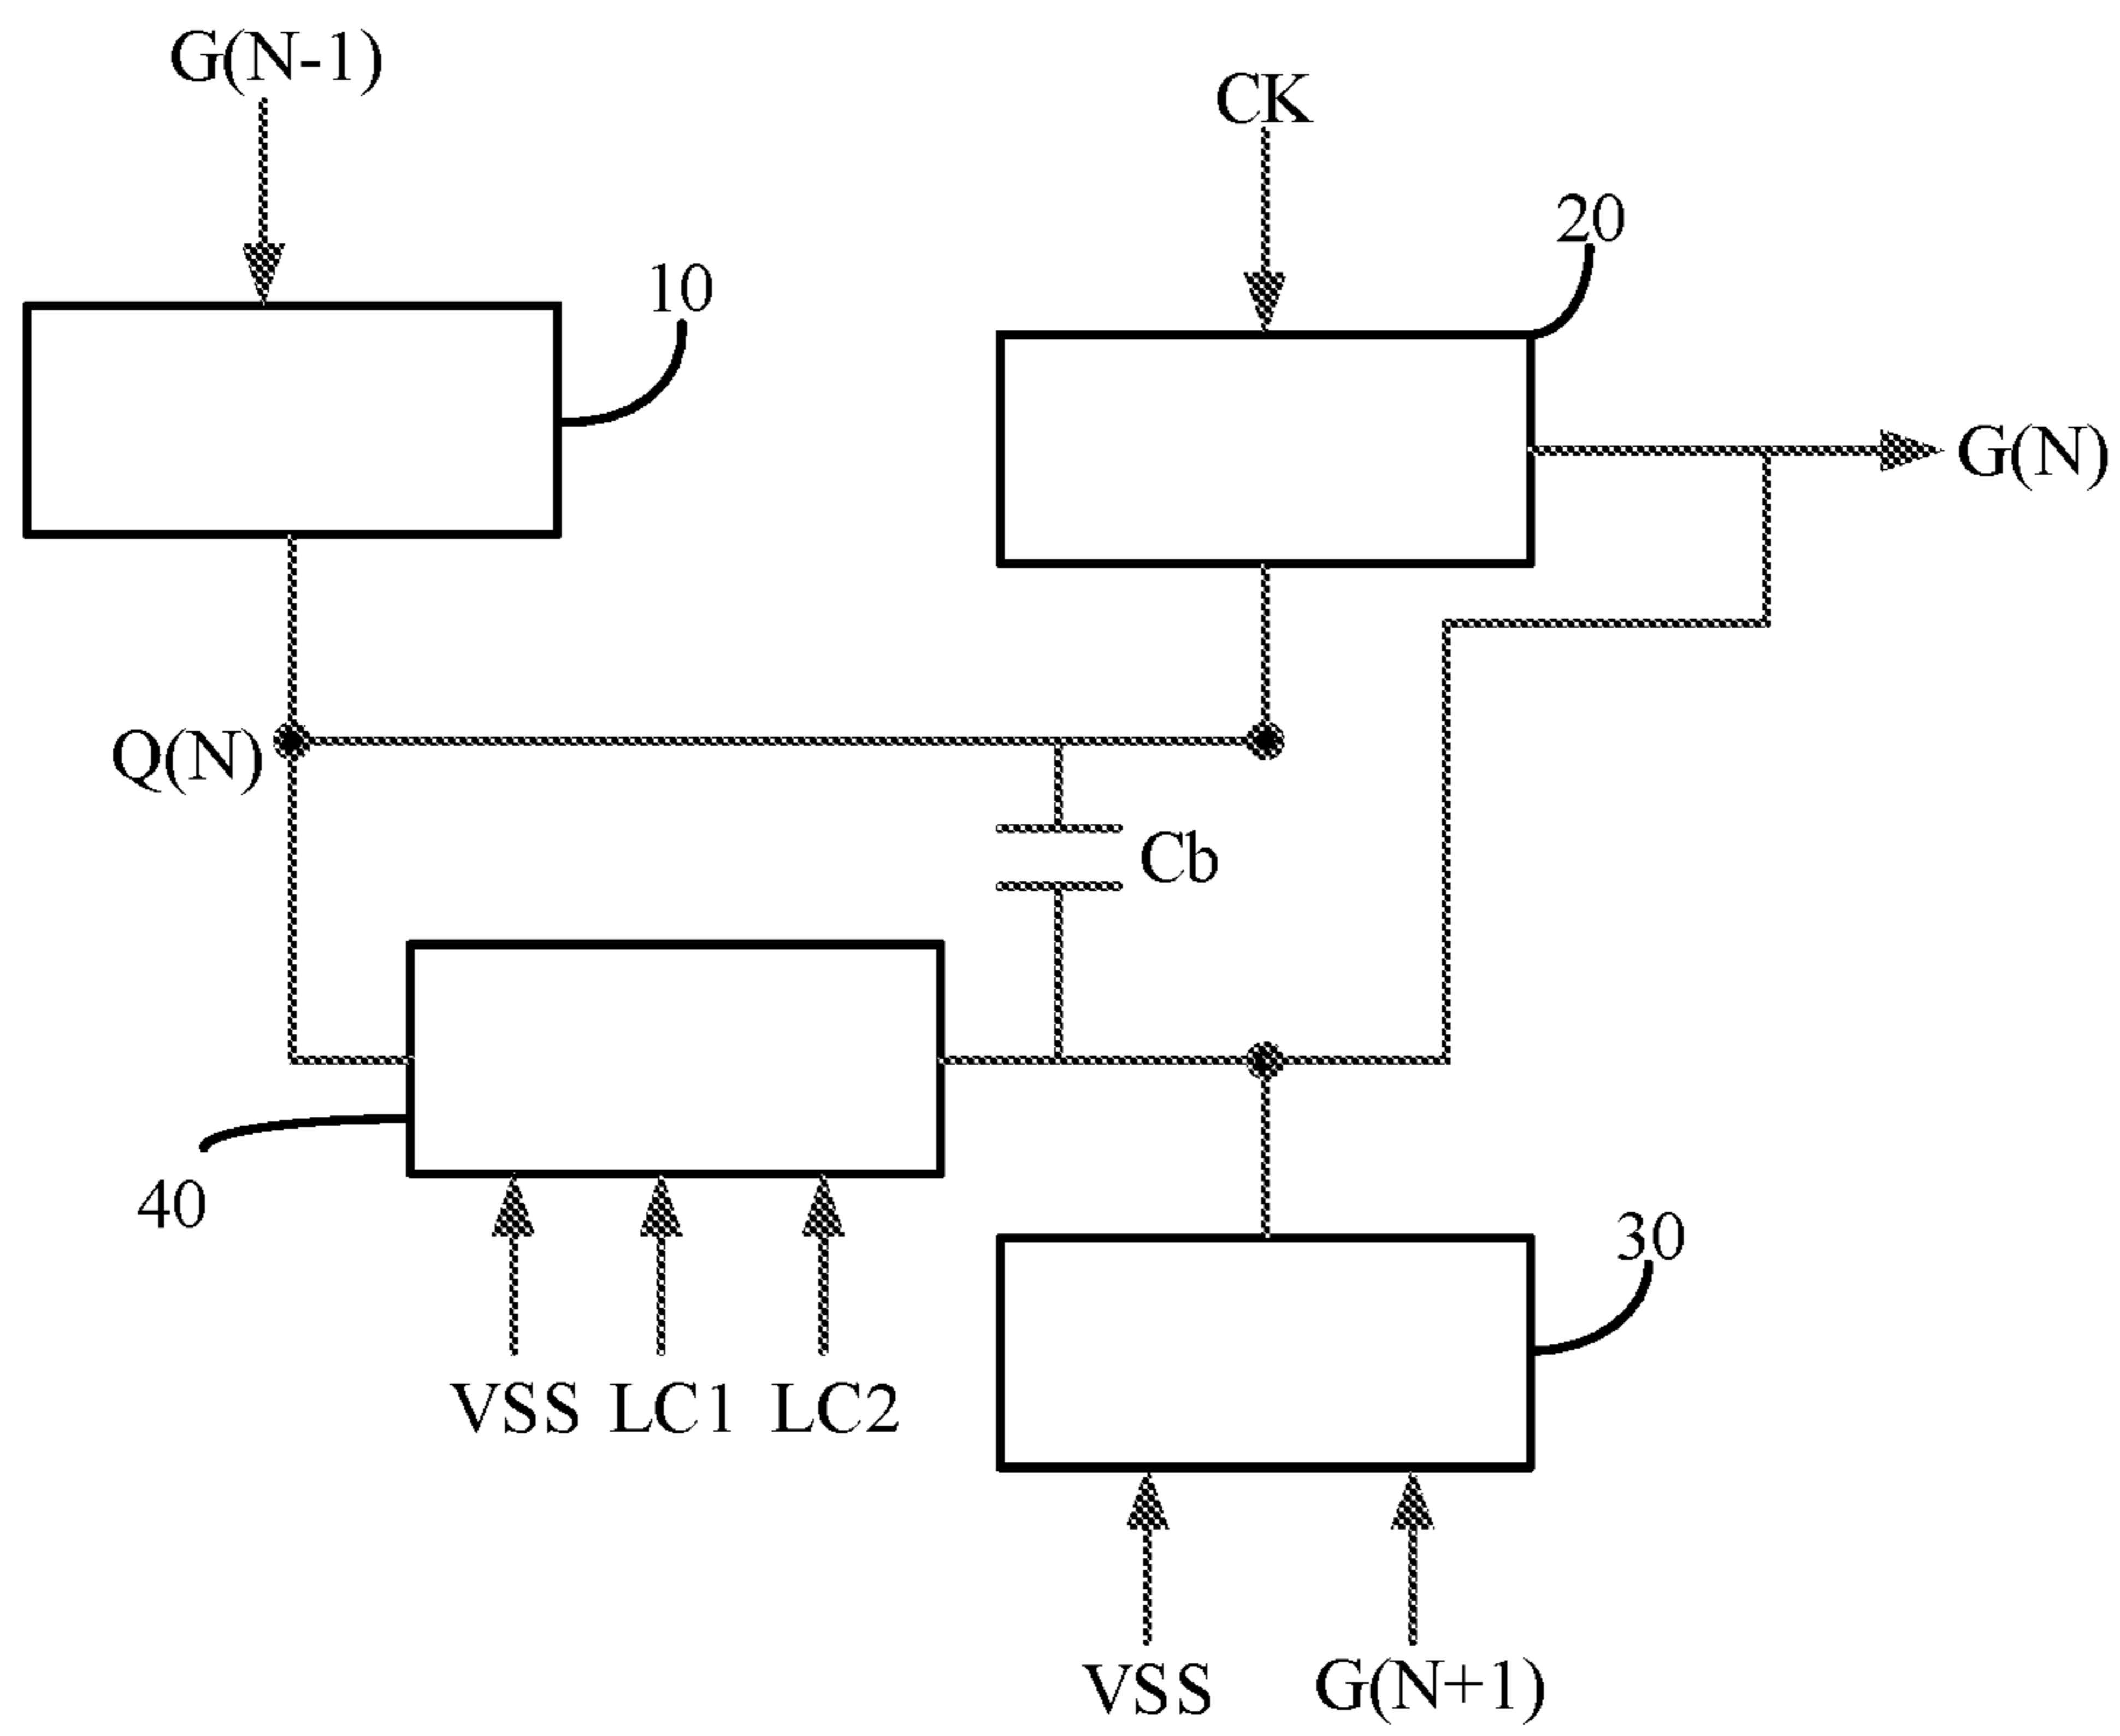 G(N-1)
CK
20
10
G(N)
Q(N)
Cb
40
30
VSS LC1 LC2
VSS G(N+1)